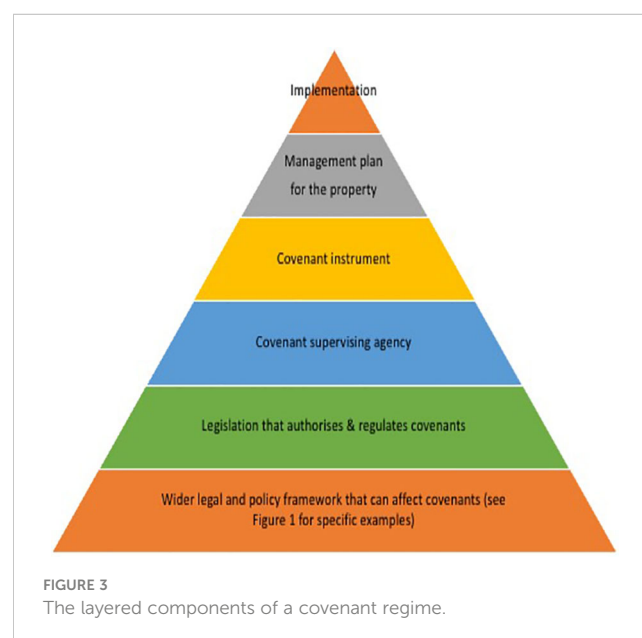 Implementation
Management plan
for the property
Covenant instrument
Covenant supervising agency
Legislation that authorises & regulates covenants
Wider legal and policy framework that can affect covenants (see
Figure 1 for specific examples)
FIGURE 3
The layered components of a covenant regime.